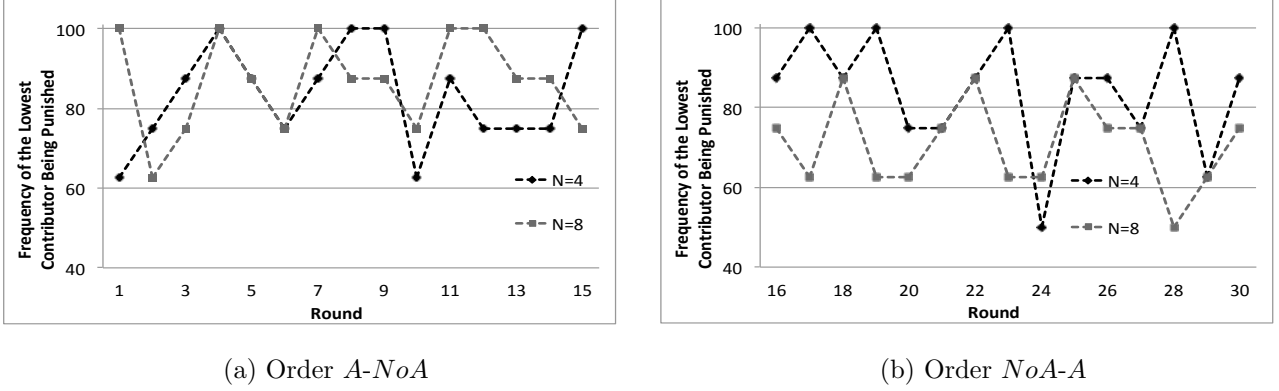 Frequency of the Lowest
Contributor Being Punished
100
80
60
40
N=4
N=8
1 3 5 7 9 11 13 15
Round
(a) Order A-NoA
Frequency of the Lowest
Contributor Being Punished
100
80
60
40
N=4
N=8
16 18 20 22 24 26 28 30
Round
(b) Order NoA-A